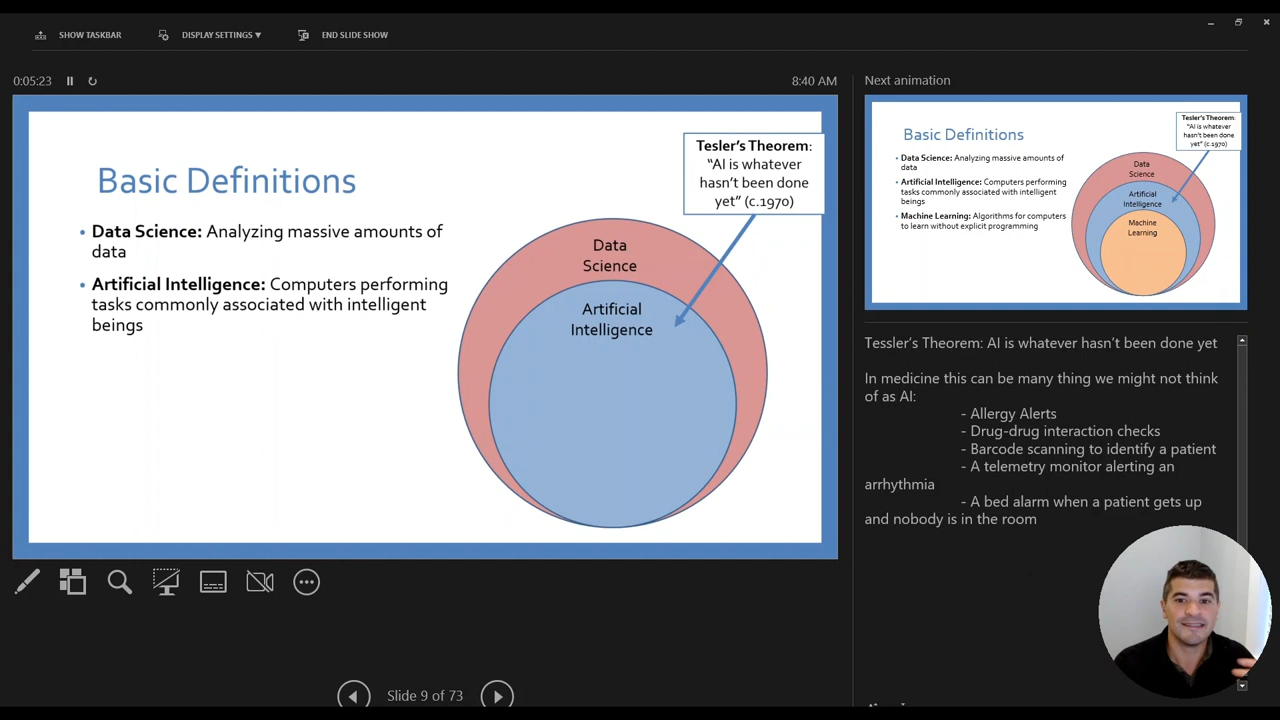 SHOW TASKBAR
DISPLAY SETTINGS ▼
END SLIDE SHOW
0:05:23
8:40 AM
Basic Definitions
• Data Science: Analyzing massive amounts of
data
• Artificial Intelligence: Computers performing
tasks commonly associated with intelligent
beings
Tesler's Theorem:
"AI is whatever
hasn't been done
yet" (c.1970)
Data
Science
Artificial
Intelligence
Slide 9 of 73
Next animation
Basic Definitions
• Data Science: Analyzing massive amounts of
data
• Artificial Intelligence: Computers performing
tasks commonly associated with intelligent
beings
• Machine Learning: Algorithms for computers
to learn without explicit programming
Tesler's Theorem:
"AI is whatever
hasn't been done
yet" (c.1970)
Data
Science
Artificial
Intelligence
Machine
Learning
Tessler's Theorem: AI is whatever hasn't been done yet
In medicine this can be many thing we might not think
of as AI:
- Allergy Alerts
- Drug-drug interaction checks
- Barcode scanning to identify a patient
- A telemetry monitor alerting an
arrhythmia
- A bed alarm when a patient gets up
and nobody is in the room